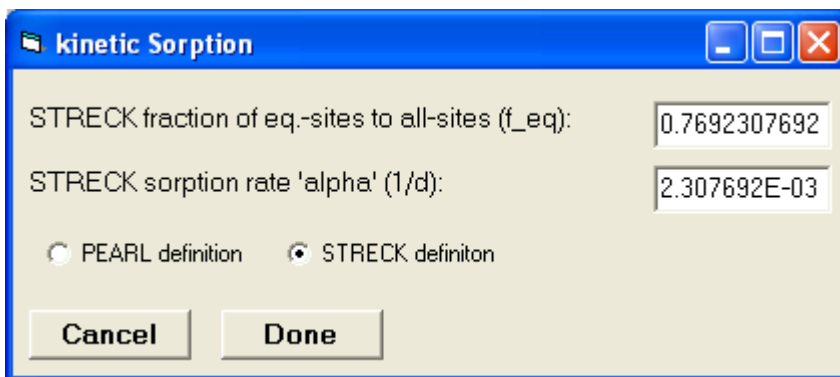 kinetic Sorption
STRECK fraction of eq.-sites to all-sites (f_eq): 0.7692307692
STRECK sorption rate 'alpha' (1/d): 2.307692E-03
PEARL definition STRECK definiton
Cancel Done